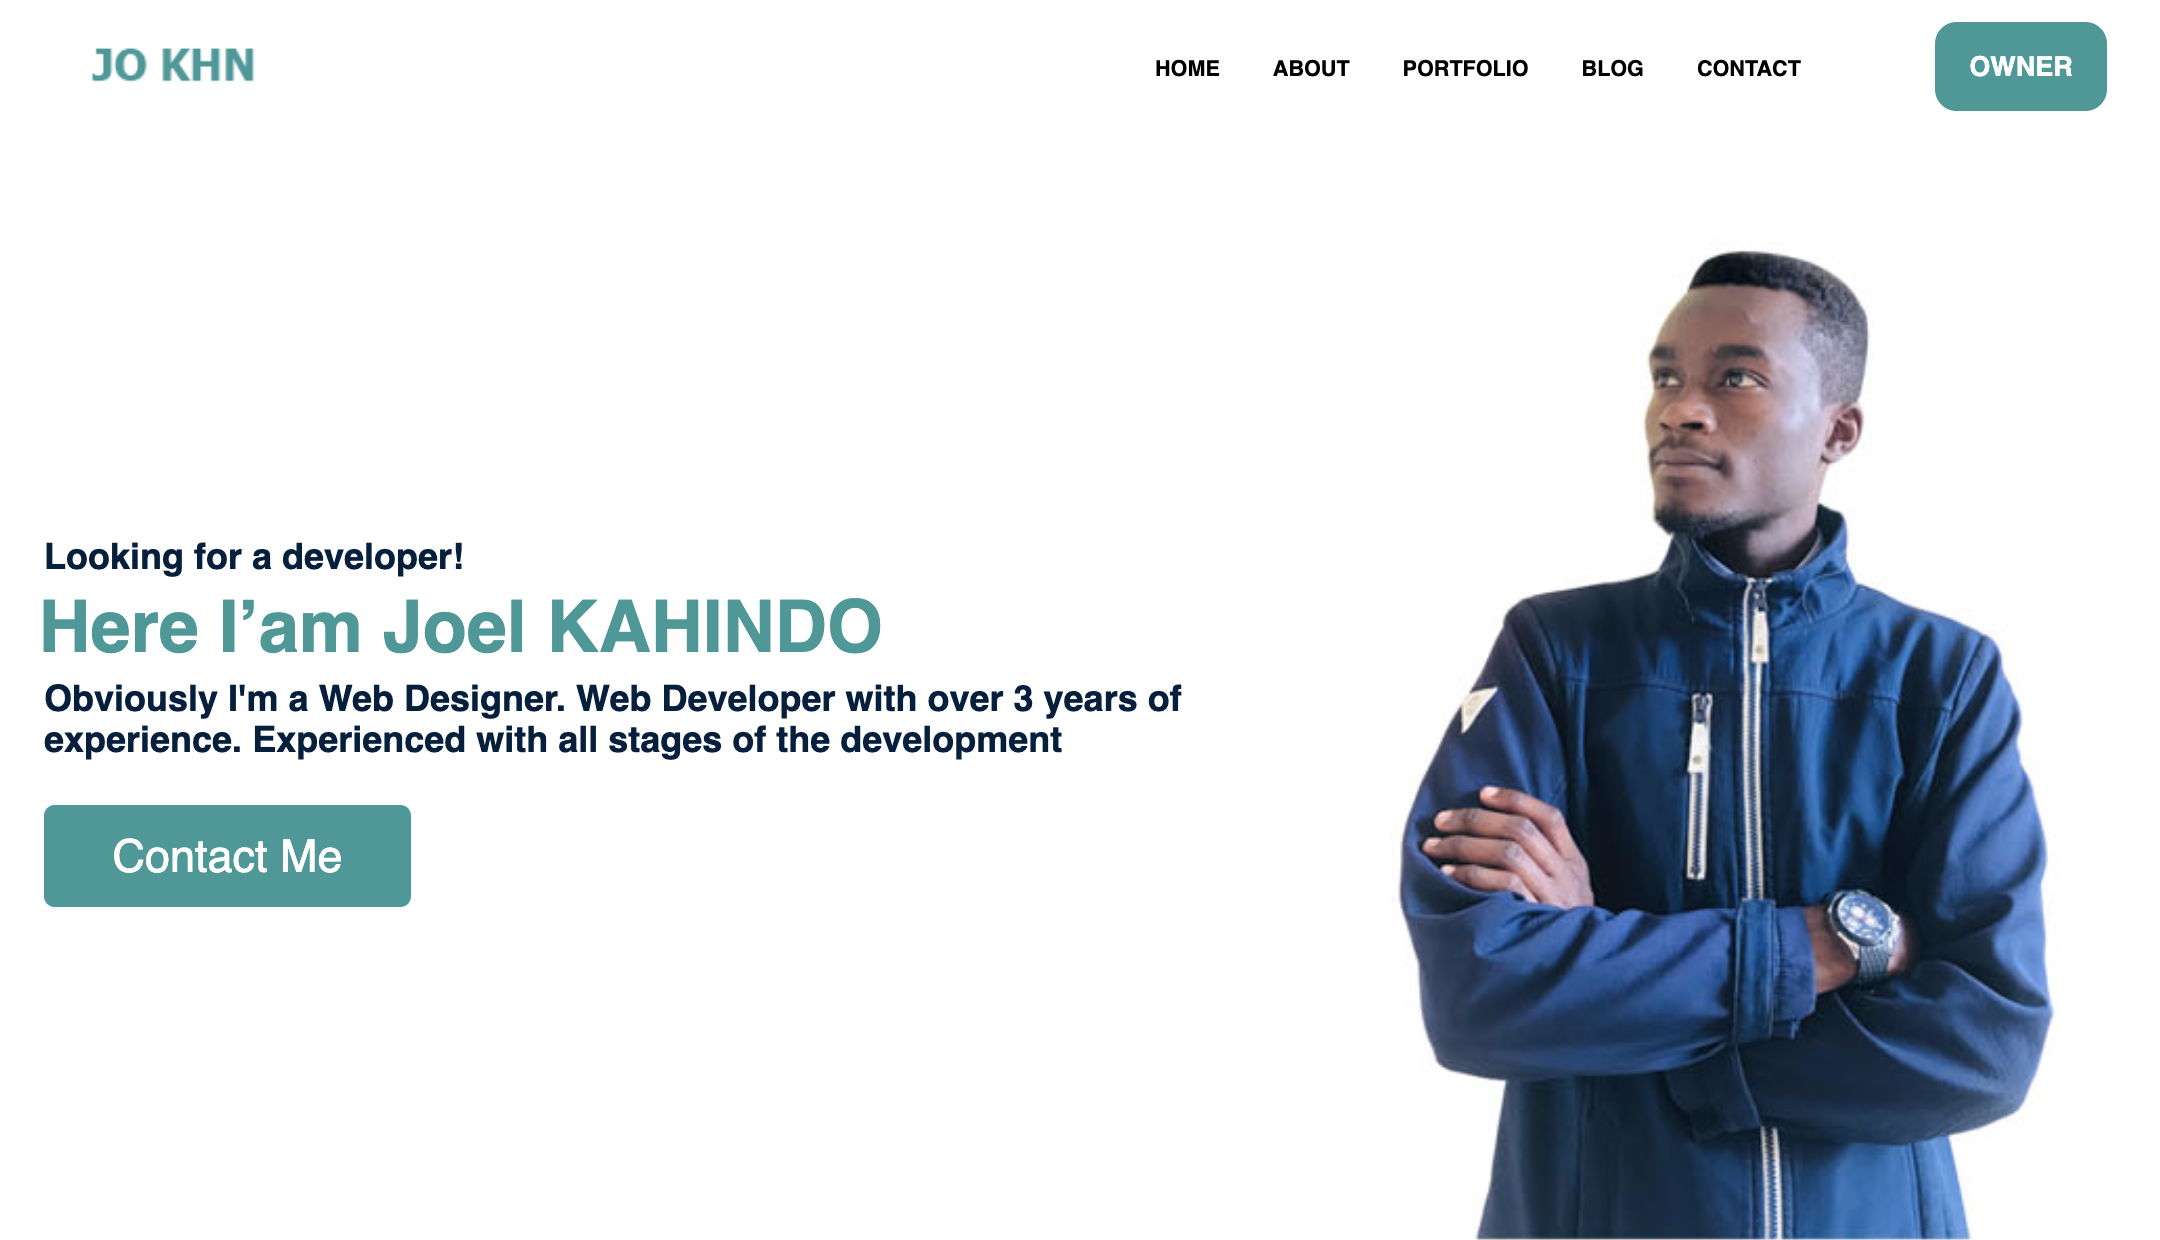 JO KHN
HOME ABOUT PORTFOLIO BLOG CONTACT OWNER
Looking for a developer!
Here I’am Joel KAHINDO
Obviously I'm a Web Designer. Web Developer with over 3 years of
experience. Experienced with all stages of the development
Contact Me